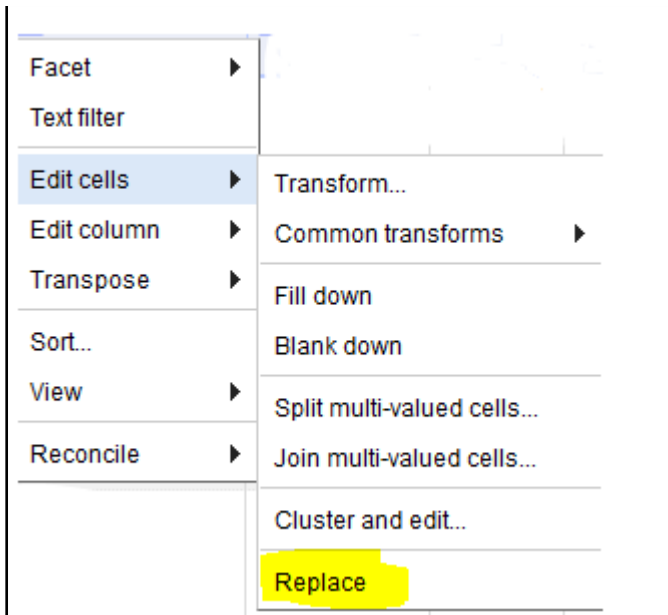 Facet
Text filter
Edit cells
Edit column
Transpose
Sort...
View
Reconcile
Transform...
Common transforms
Fill down
Blank down
Split multi-valued cells...
Join multi-valued cells...
Cluster and edit...
Replace